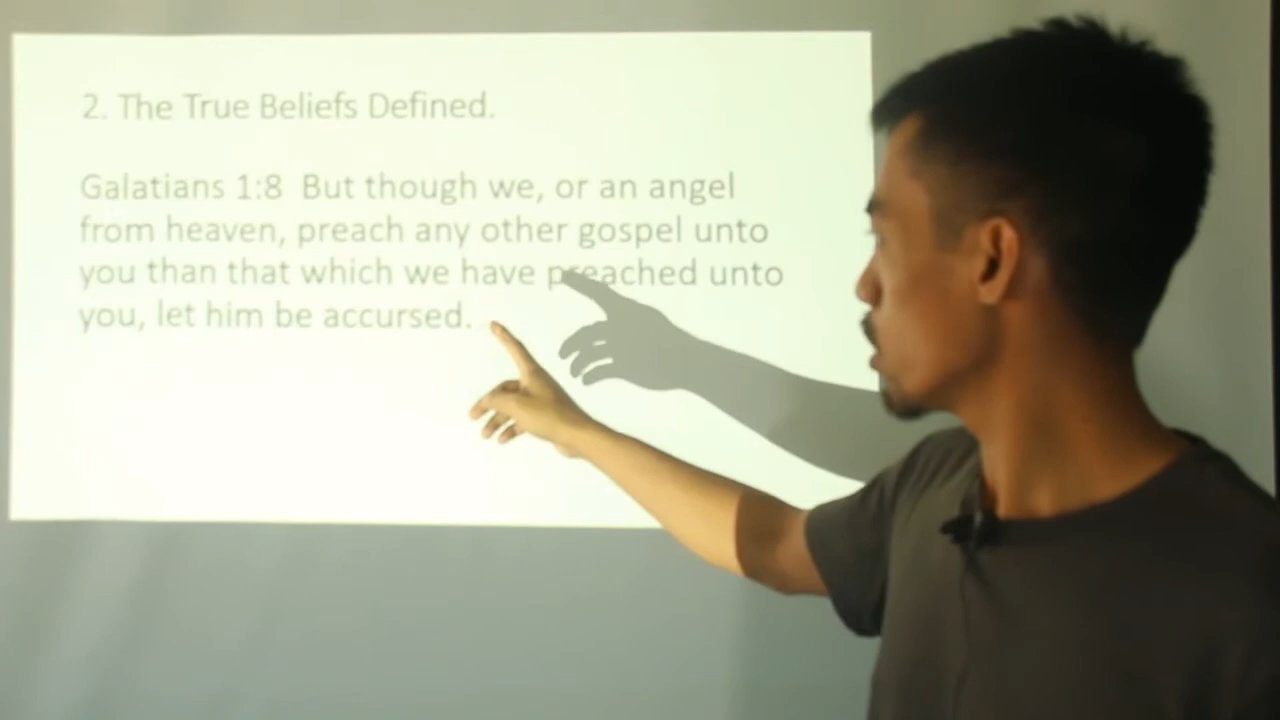 2. The True Beliefs Defined.
Galatians 1:8  But though we, or an angel
from heaven, preach any other gospel unto
you than that which we have preached unto
you, let him be accursed.